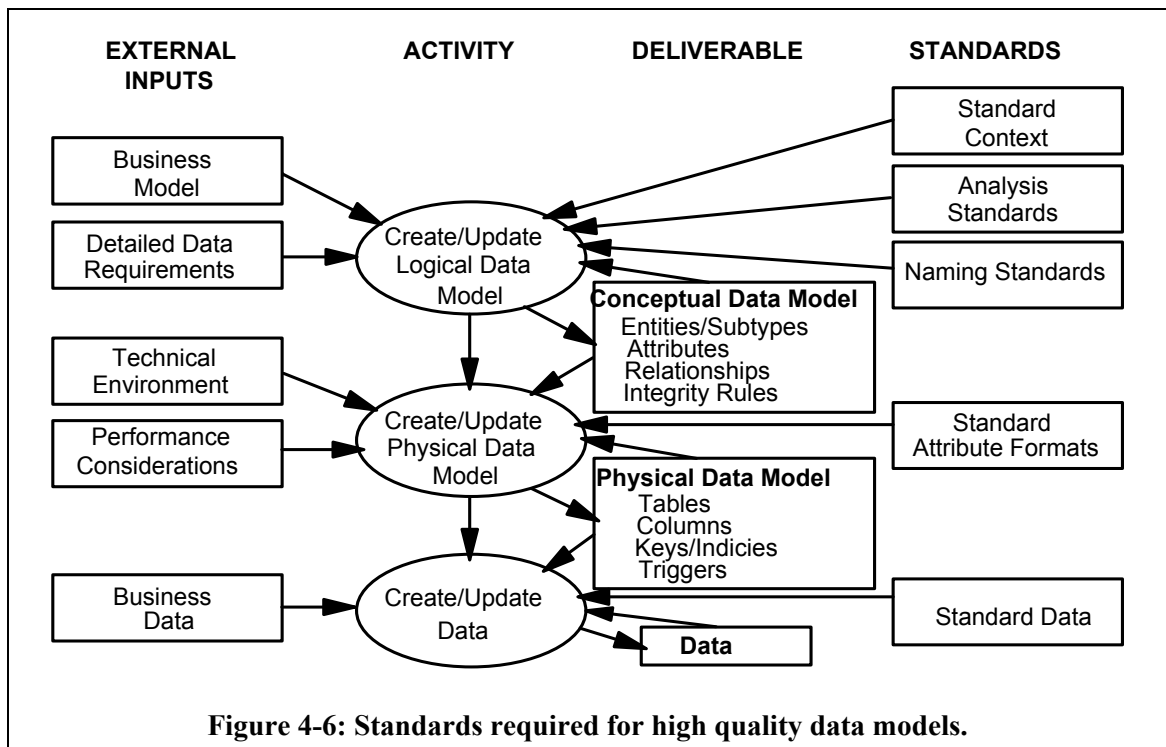 EXTERNAL
INPUTS
ACTIVITY
DELIVERABLE
STANDARDS
Business
Model
Detailed Data
Requirements
Technical
Environment
Performance
Considerations
Business
Data
Create/Update
Logical Data
Model
Create/Update
Physical Data
Model
Create/Update
Data
Conceptual Data Model
Entities/Subtypes
Attributes
Relationships
Integrity Rules
Physical Data Model
Tables
Columns
Keys/Indicies
Triggers
Data
Standard
Context
Analysis
Standards
Naming Standards
Standard
Attribute Formats
Standard Data
Figure 4-6: Standards required for high quality data models.